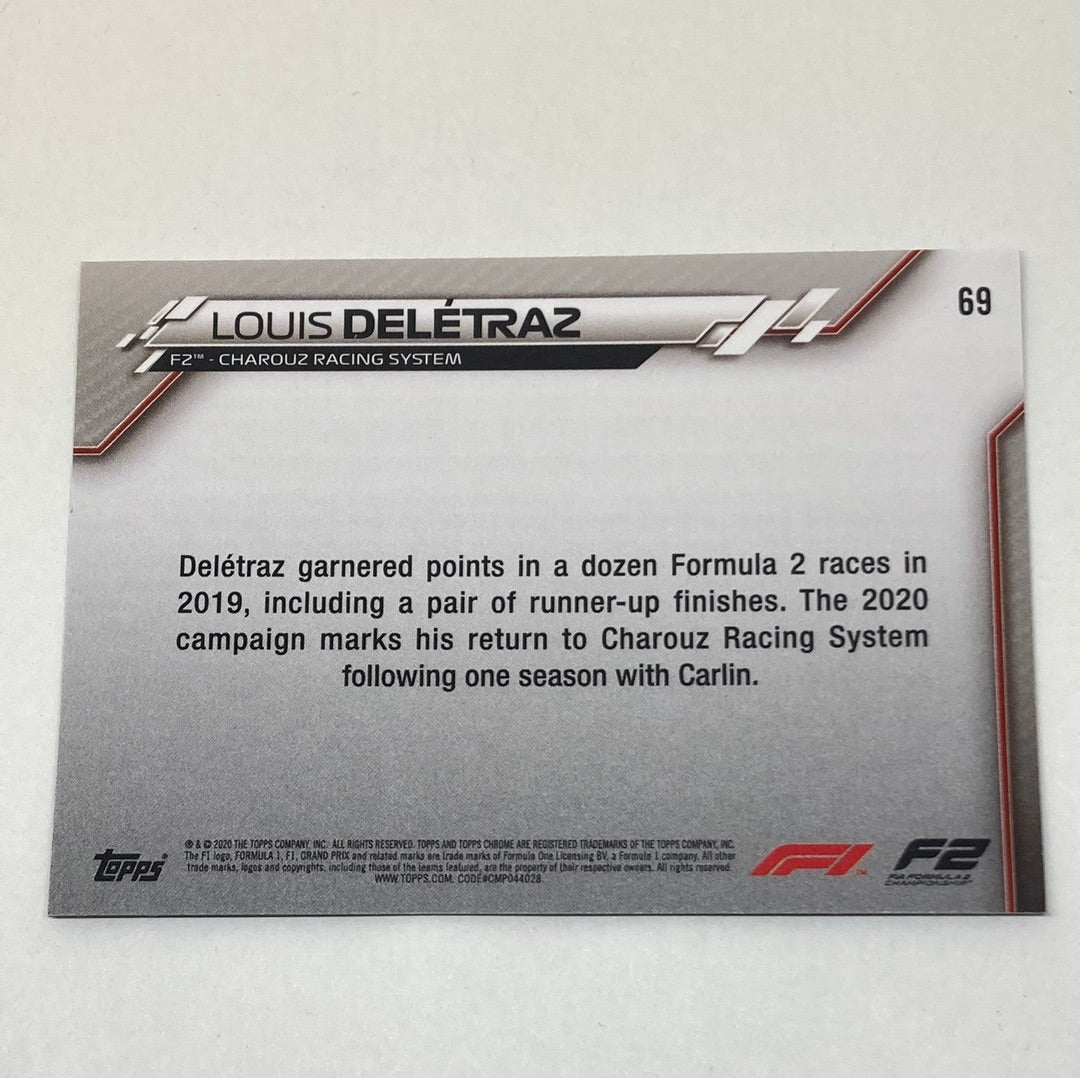 LOUIS DELÉTRAZ
69
F2™ - CHAROUZ RACING SYSTEM
Delétraz garnered points in a dozen Formula 2 races in
2019, including a pair of runner-up finishes. The 2020
campaign marks his return to Charouz Racing System
following one season with Carlin.
Topps®
® & © 2020 THE TOPPS COMPANY, INC. ALL RIGHTS RESERVED. TOPPS AND TOPPS CHROME ARE REGISTERED TRADEMARKS OF THE TOPPS COMPANY, INC.
The F1 logo, FORMULA 1, F1, GRAND PRIX and related marks are trade marks of Formula One Licensing BV, a Formula 1 company. All other
trade marks, logos and copyrights, including those of the teams featured, are the property of their respective owners. All rights reserved.
WWW.TOPPS.COM. CODE#CMP044028.
F1™
F2
FIA FORMULA 2
CHAMPIONSHIP™